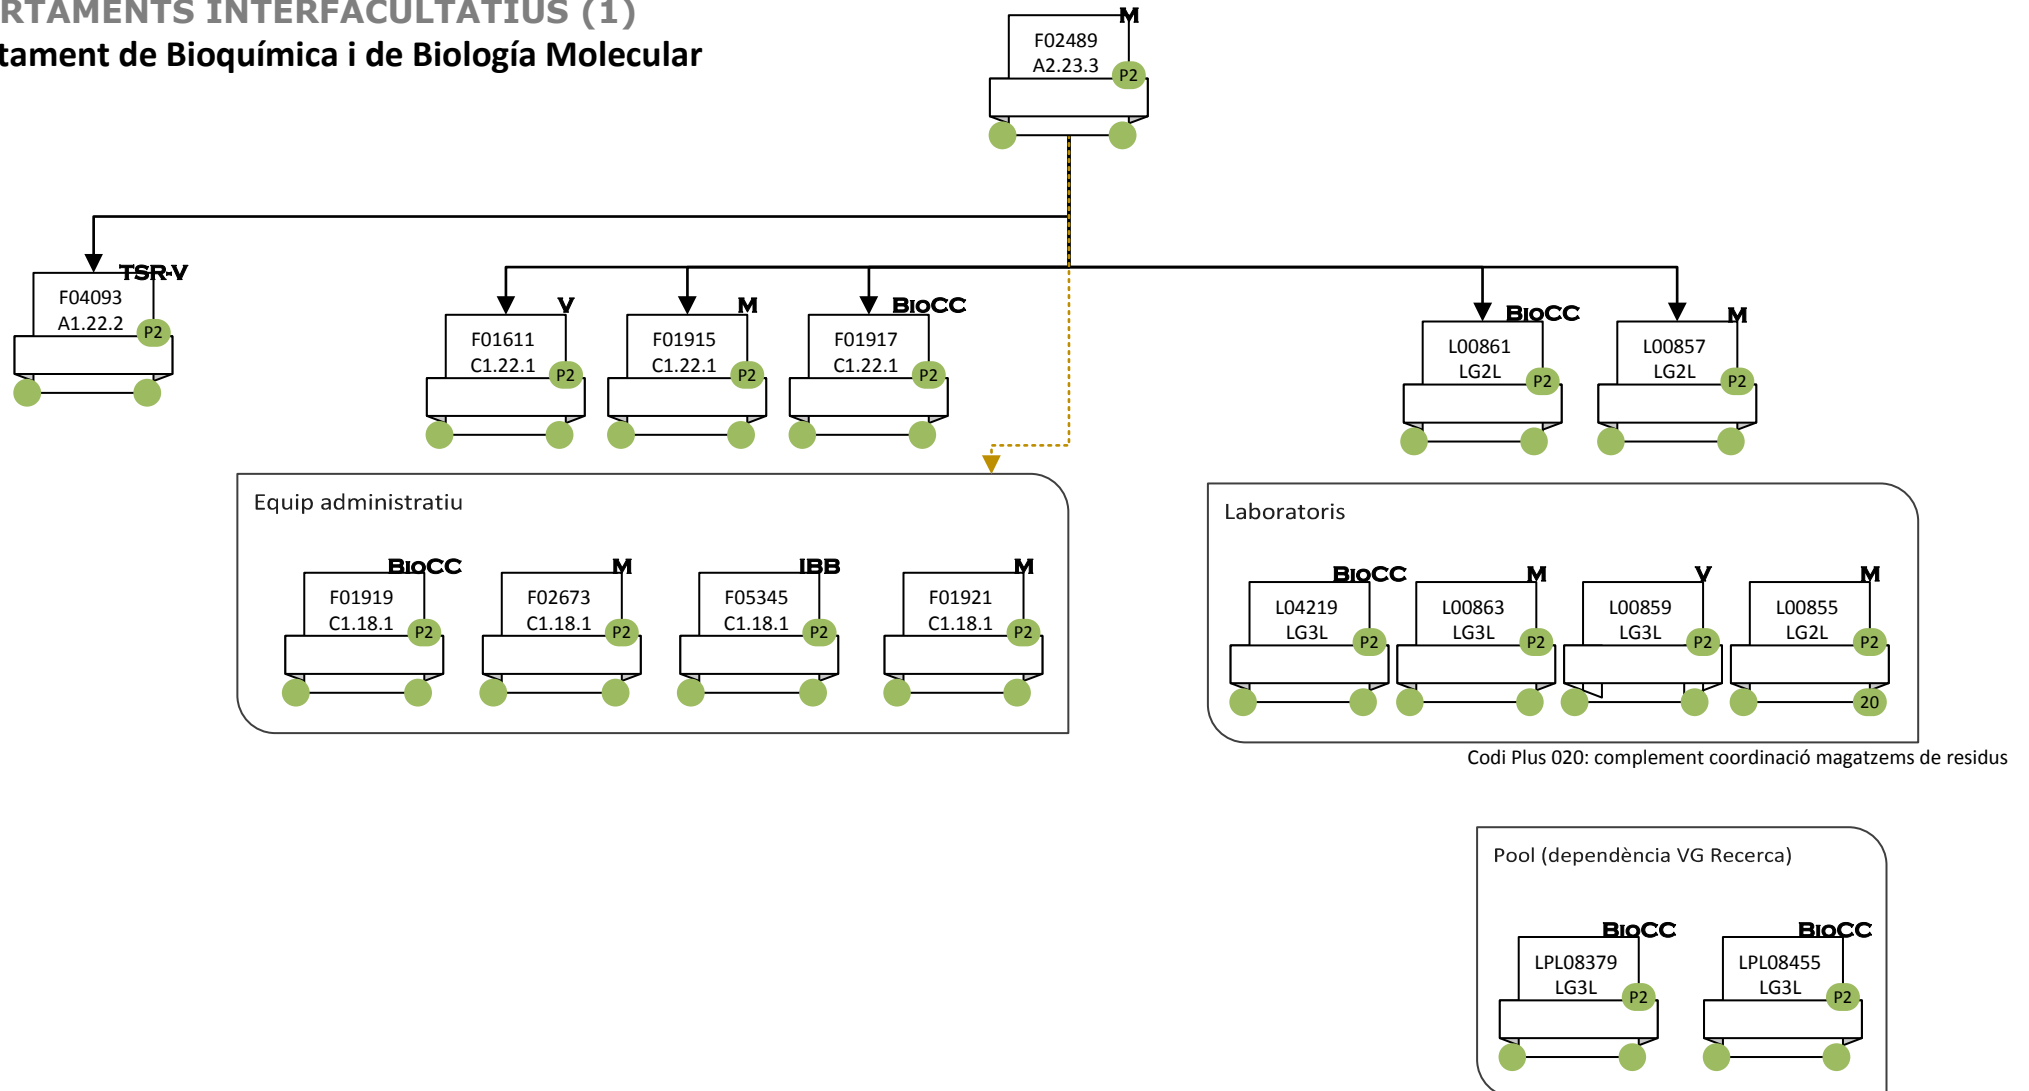 RTAMENTS INTERFACULTATIUS (1)
tament de Bioquímica i de Biología Molecular
M
F02489
A2.23.3
P2
TSR-V
F04093
A1.22.2
P2
V
F01611
C1.22.1
P2
M
F01915
C1.22.1
P2
BioCC
F01917
C1.22.1
P2
BioCC
L00861
LG2L
P2
M
L00857
LG2L
P2
Equip administratiu
BioCC
F01919
C1.18.1
P2
M
F02673
C1.18.1
P2
IBB
F05345
C1.18.1
P2
M
F01921
C1.18.1
P2
Laboratoris
BioCC
L04219
LG3L
P2
M
L00863
LG3L
P2
V
L00859
LG3L
P2
M
L00855
LG2L
P2
20
Codi Plus 020: complement coordinació magatzems de residus
Pool (dependència VG Recerca)
BioCC
LPL08379
LG3L
P2
BioCC
LPL08455
LG3L
P2